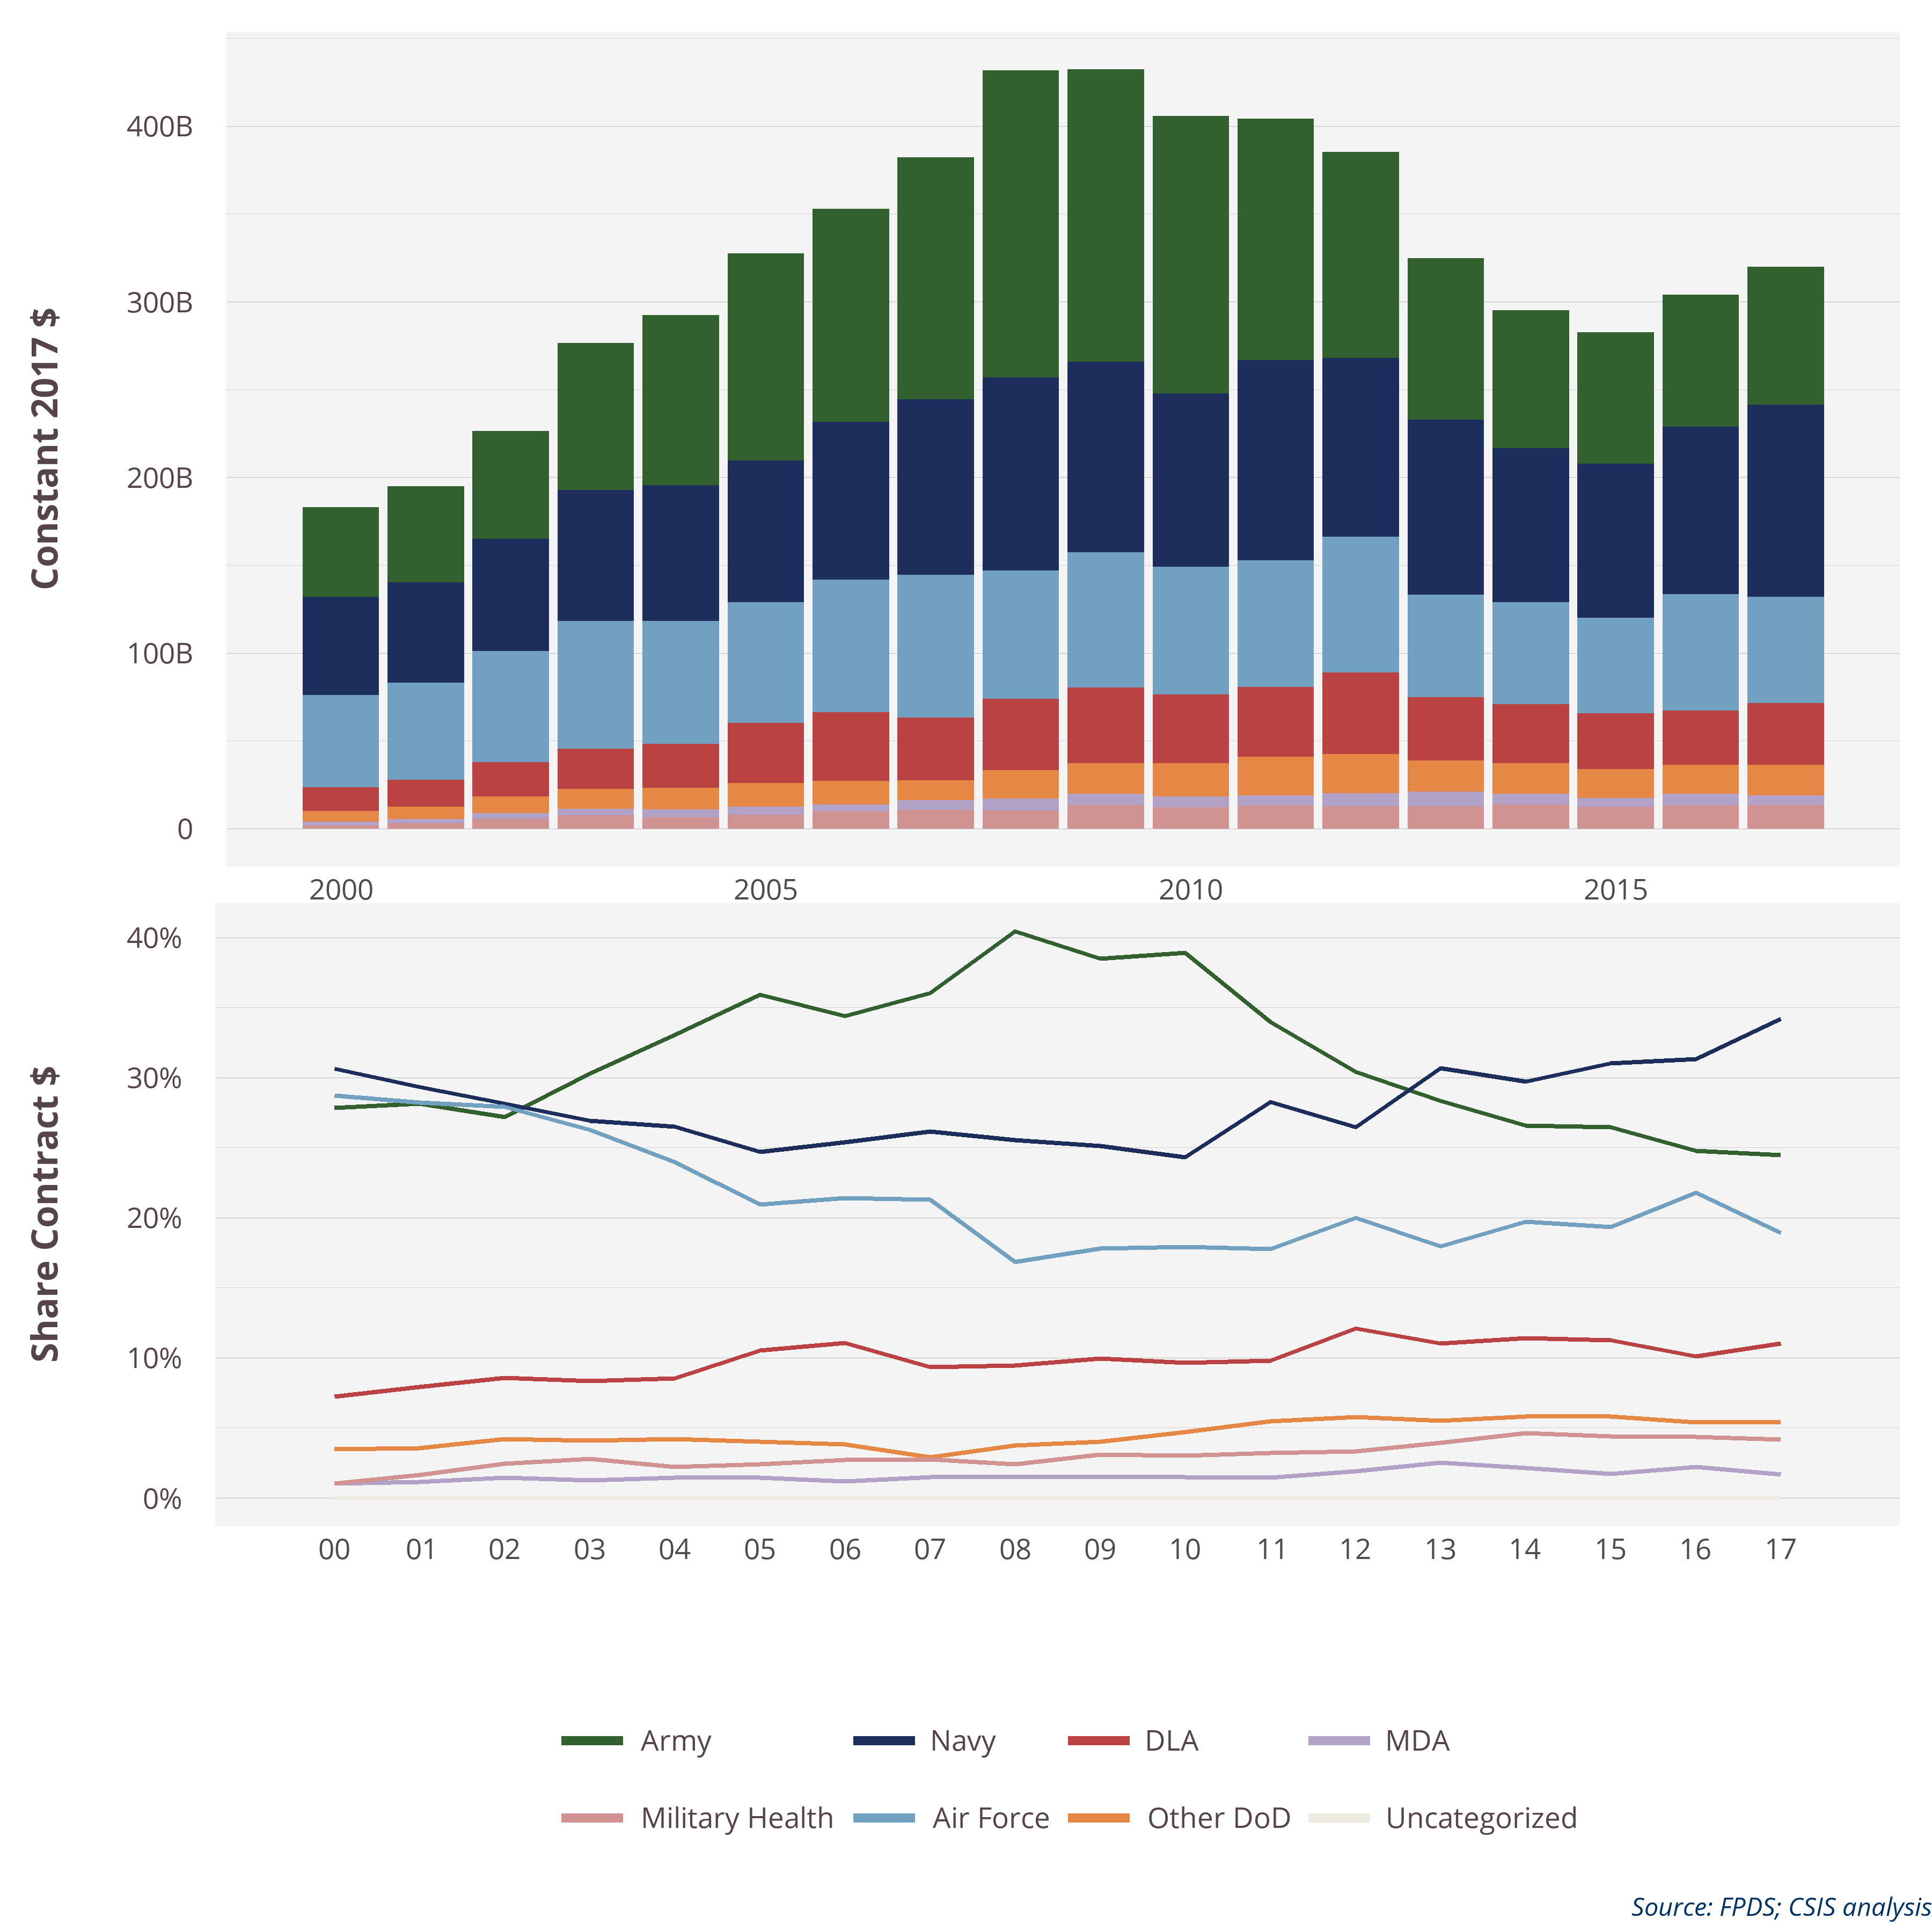 Constant 2017 $
400B
300B
200B
100B
0
2000 2005 2010 2015
Share Contract $
40%
30%
20%
10%
0%
00 01 02 03 04 05 06 07 08 09 10 11 12 13 14 15 16 17
Army Navy DLA MDA
Military Health Air Force Other DoD Uncategorized
Source: FPDS; CSIS analysis